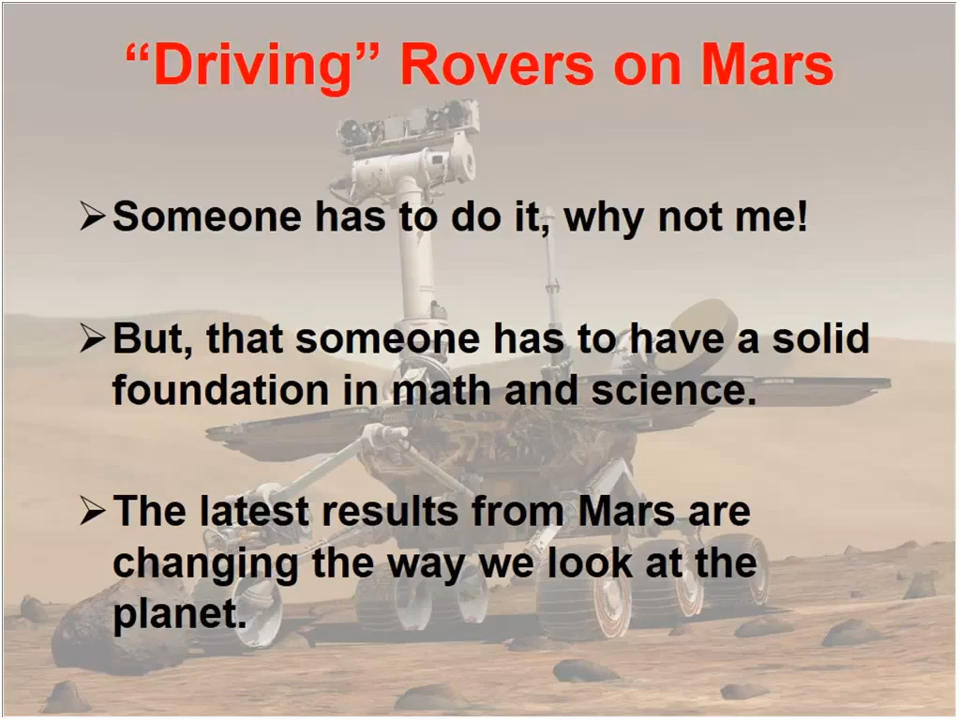 “Driving” Rovers on Mars
➢Someone has to do it, why not me!
➢But, that someone has to have a solid
foundation in math and science.
➢The latest results from Mars are
changing the way we look at the
planet.